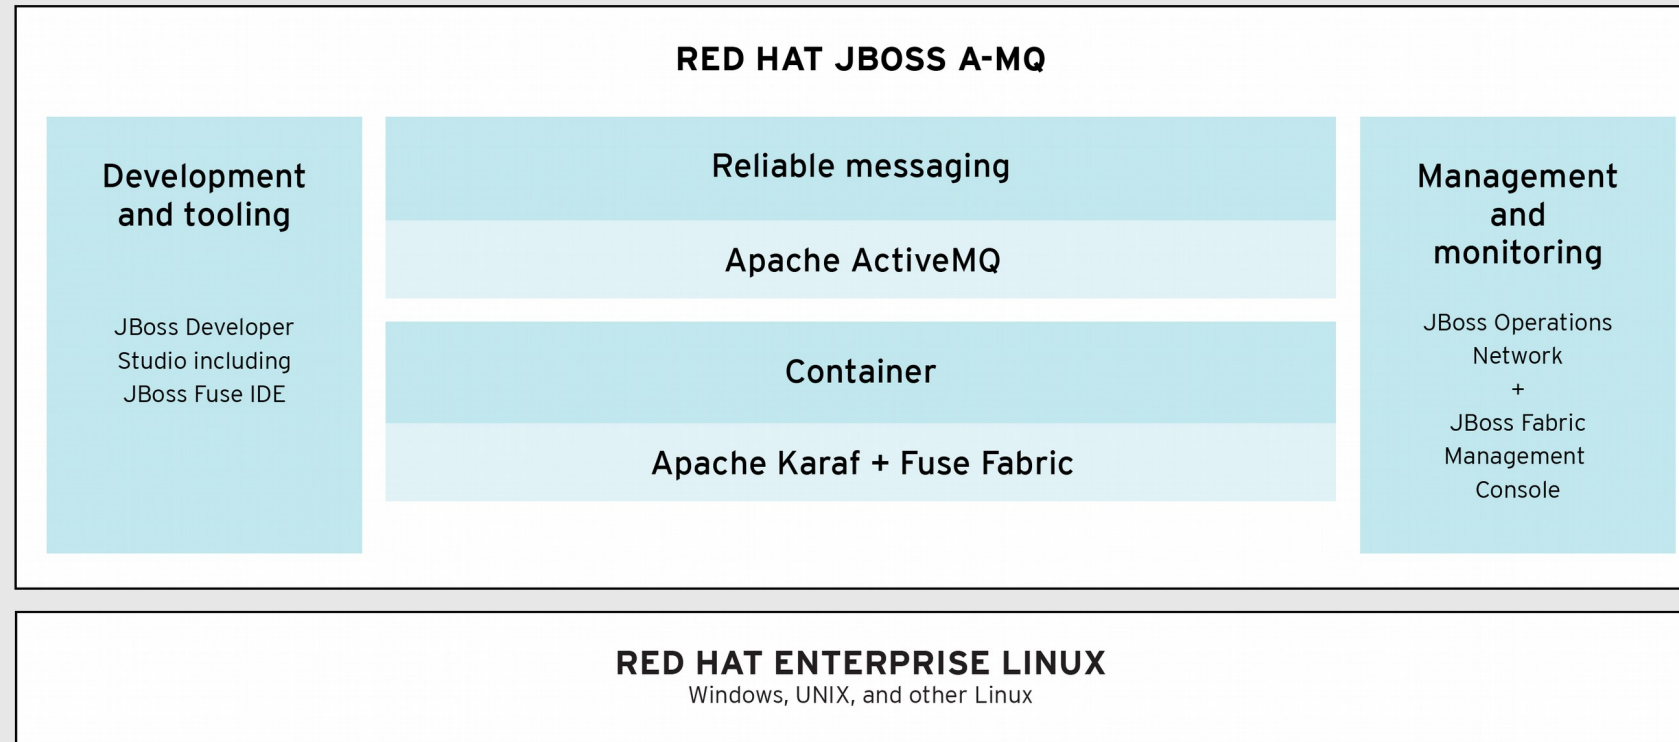 RED HAT JBOSS A-MQ
Development
and tooling
JBoss Developer
Studio including
JBoss Fuse IDE
Reliable messaging
Apache ActiveMQ
Container
Apache Karaf + Fuse Fabric
Management
and
monitoring
JBoss Operations
Network
+
JBoss Fabric
Management
Console
RED HAT ENTERPRISE LINUX
Windows, UNIX, and other Linux